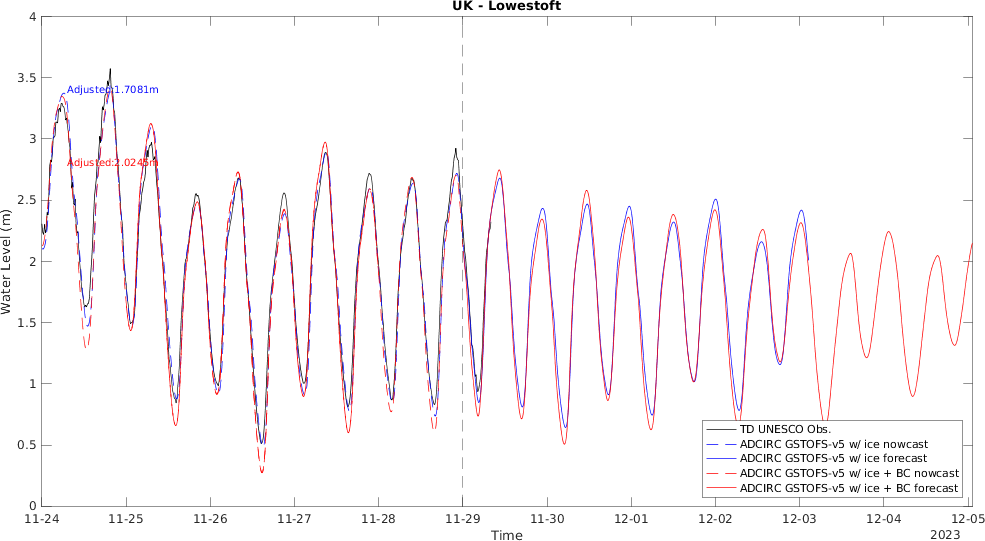 UK - Lowestoft
4
3.5
3
2.5
2
1.5
1
0.5
0
Water Level (m)
Adjusted:1.7081m
Adjusted:2.0245m
TD UNESCO Obs.
ADCIRC GSTOFS-v5 w/ ice nowcast
ADCIRC GSTOFS-v5 w/ ice forecast
ADCIRC GSTOFS-v5 w/ ice + BC nowcast
ADCIRC GSTOFS-v5 w/ ice + BC forecast
11-24 11-25 11-26 11-27 11-28 11-29 11-30 12-01 12-02 12-03 12-04 12-05
Time
2023